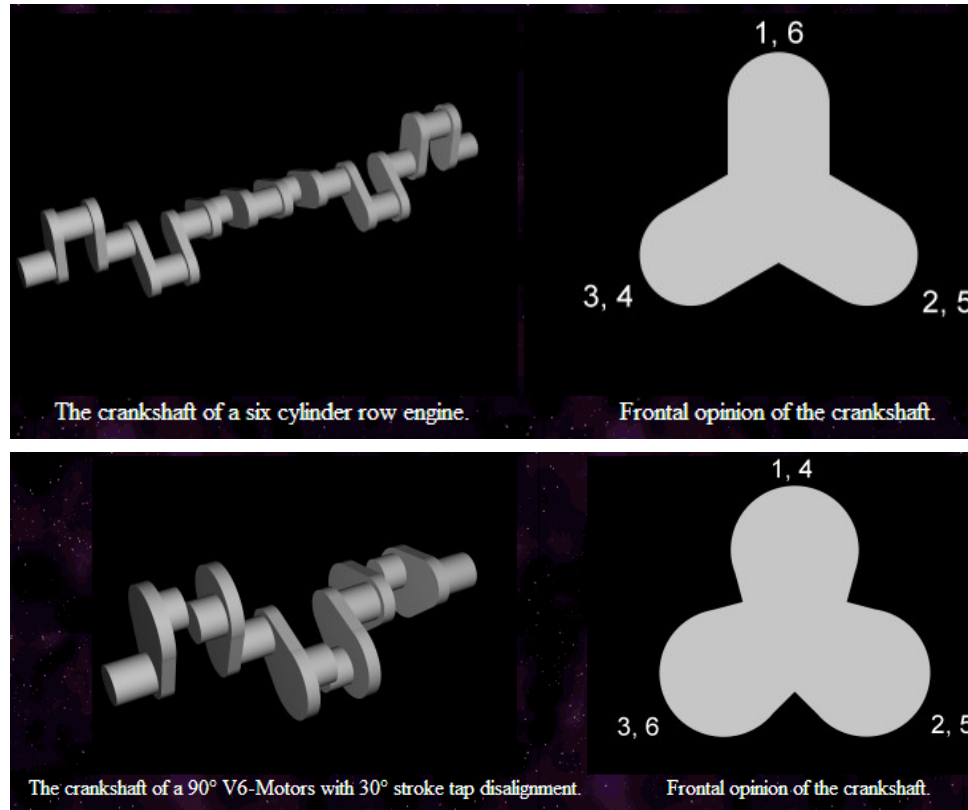 1, 6
3, 4
2, 5
The crankshaft of a six cylinder row engine.
Frontal opinion of the crankshaft.
1, 4
3, 6
2, 5
The crankshaft of a 90° V6-Motors with 30° stroke tap disalignment.
Frontal opinion of the crankshaft.